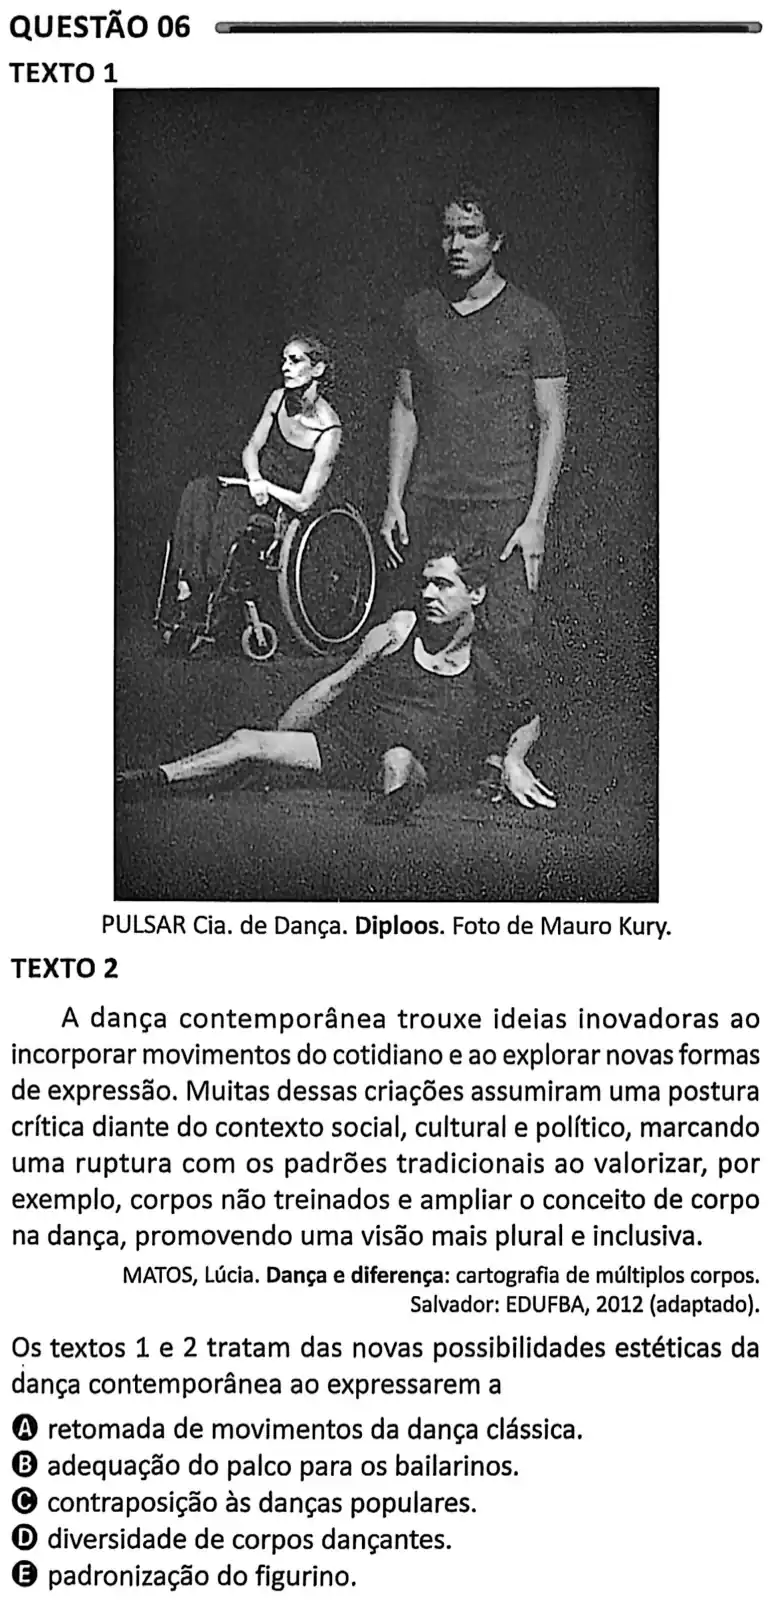 QUESTÃO 06
TEXTO 1
PULSAR Cia. de Dança. Diploos. Foto de Mauro Kury.
TEXTO 2
A dança contemporânea trouxe ideias inovadoras ao
incorporar movimentos do cotidiano e ao explorar novas formas
de expressão. Muitas dessas criações assumiram uma postura
crítica diante do contexto social, cultural e político, marcando
uma ruptura com os padrões tradicionais ao valorizar, por
exemplo, corpos não treinados e ampliar o conceito de corpo
na dança, promovendo uma visão mais plural e inclusiva.
MATOS, Lúcia. Dança e diferença: cartografia de múltiplos corpos.
Salvador: EDUFBA, 2012 (adaptado).
Os textos 1 e 2 tratam das novas possibilidades estéticas da
dança contemporânea ao expressarem a
A retomada de movimentos da dança clássica.
B adequação do palco para os bailarinos.
C contraposição às danças populares.
D diversidade de corpos dançantes.
E padronização do figurino.